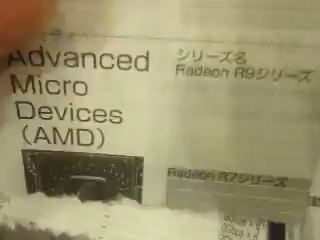 Advanced
Micro
Devices
(AMD)
シリーズ名
Radeon R9シリーズ
Radeon R7シリーズ